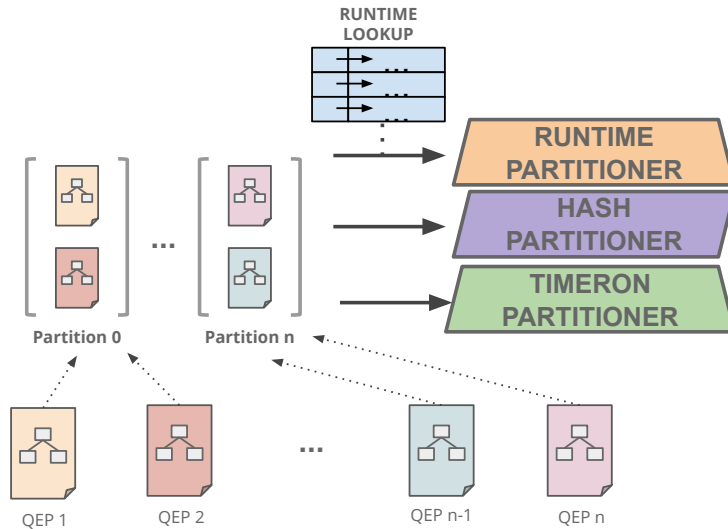 RUNTIME
LOOKUP
...
...
...
RUNTIME
PARTITIONER
HASH
PARTITIONER
TIMERON
PARTITIONER
...
Partition 0
Partition n
...
QEP 1
QEP 2
QEP n-1
QEP n